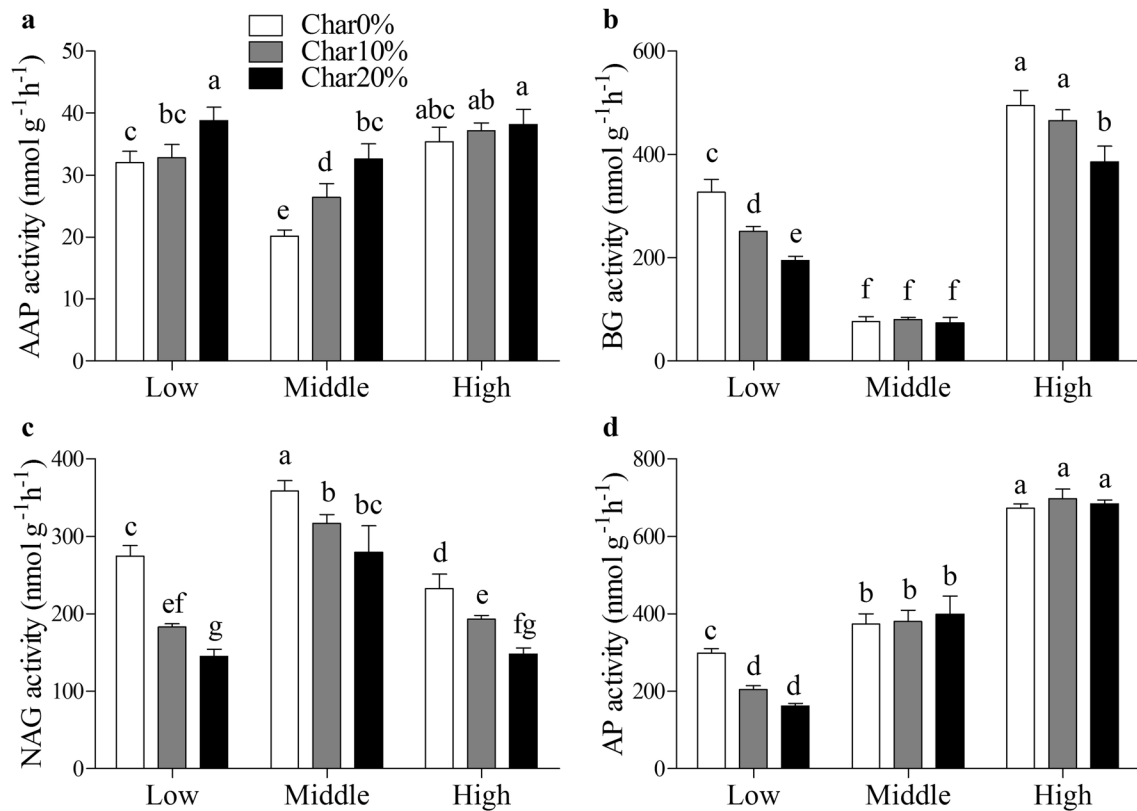 a
Char0%
Char10%
Char20%
AAP activity (nmol g⁻¹h⁻¹)
50
40
30
20
10
0
c
bc
a
e
d
bc
abc
ab
a
Low
Middle
High
b
BG activity (nmol g⁻¹h⁻¹)
600
400
200
0
c
d
e
f
f
f
a
a
b
Low
Middle
High
c
NAG activity (nmol g⁻¹h⁻¹)
400
300
200
100
0
c
ef
g
a
b
bc
d
e
fg
Low
Middle
High
d
AP activity (nmol g⁻¹h⁻¹)
800
600
400
200
0
c
d
d
b
b
b
a
a
a
Low
Middle
High